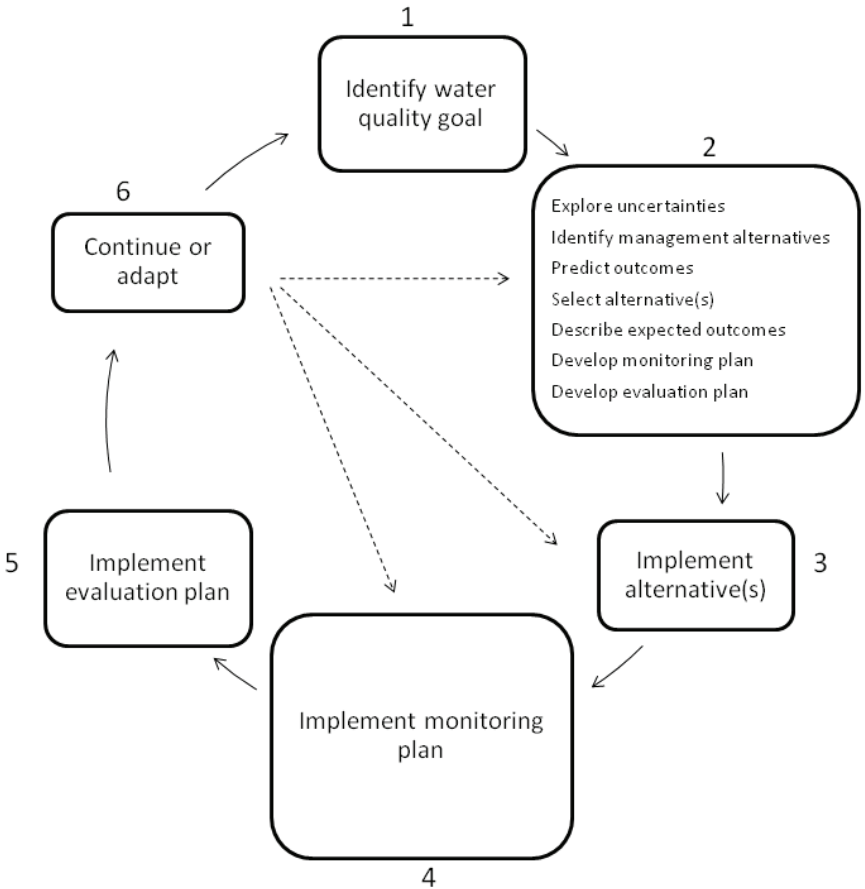 1
Identify water
quality goal
2
Explore uncertainties
Identify management alternatives
Predict outcomes
Select alternative(s)
Describe expected outcomes
Develop monitoring plan
Develop evaluation plan
3
Implement
alternative(s)
4
Implement monitoring
plan
5
Implement
evaluation plan
6
Continue or
adapt